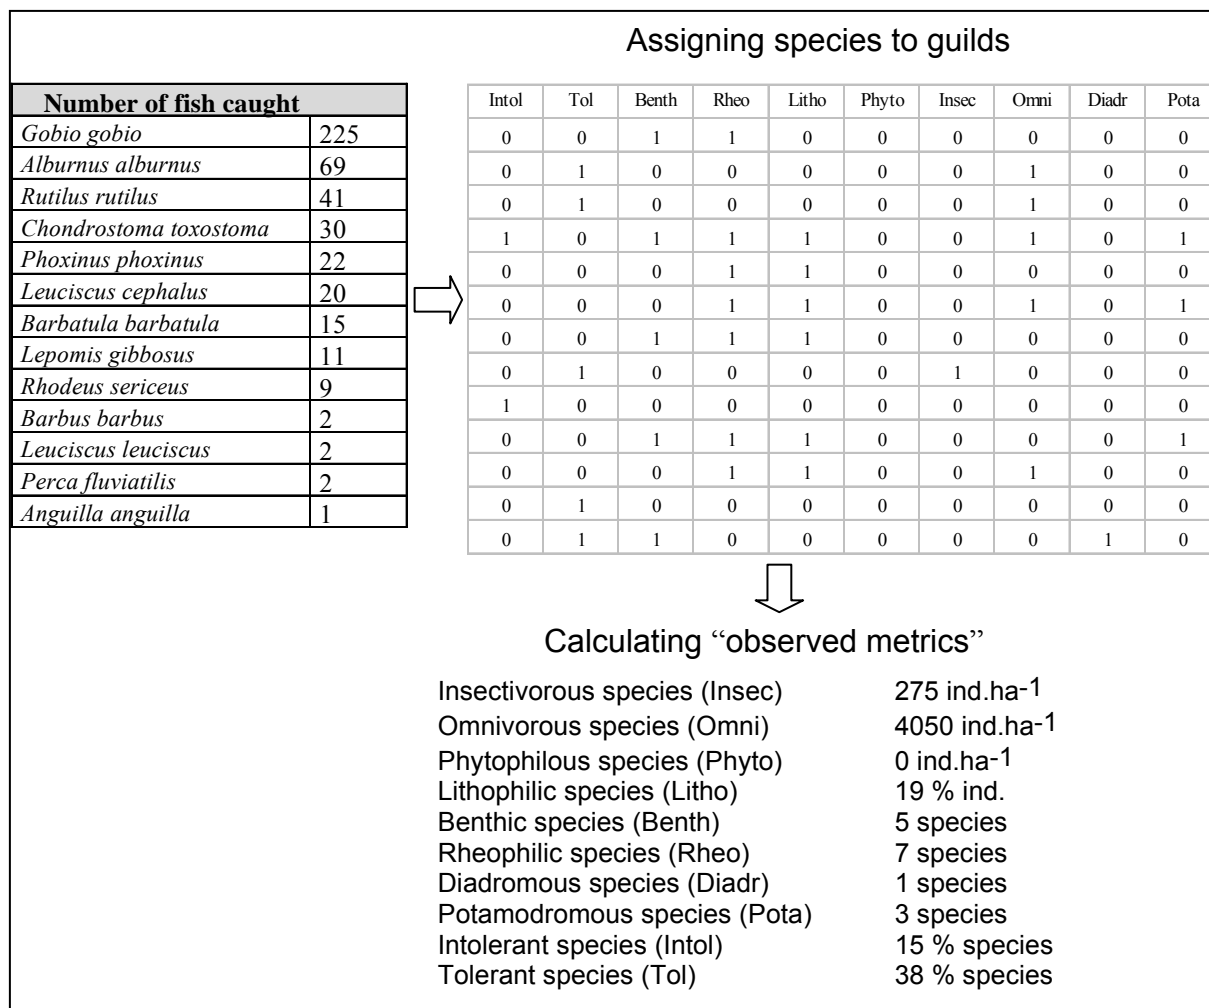 Assigning species to guilds
Number of fish caught
Gobio gobio 225
Alburnus alburnus 69
Rutilus rutilus 41
Chondrostoma toxostoma 30
Phoxinus phoxinus 22
Leuciscus cephalus 20
Barbatula barbatula 15
Lepomis gibbosus 11
Rhodeus sericeus 9
Barbus barbus 2
Leuciscus leuciscus 2
Perca fluviatilis 2
Anguilla anguilla 1
Intol Tol Benth Rheo Litho Phyto Insec Omni Diadr Pota
0 0 1 1 0 0 0 0 0 0
0 1 0 0 0 0 0 1 0 0
0 1 0 0 0 0 0 1 0 0
1 0 1 1 1 0 0 1 0 1
0 0 0 1 1 0 0 0 0 0
0 0 0 1 1 0 0 1 0 1
0 0 1 1 1 0 0 0 0 0
0 1 0 0 0 0 1 0 0 0
1 0 0 0 0 0 0 0 0 0
0 0 1 1 1 0 0 0 0 1
0 0 0 1 1 0 0 1 0 0
0 1 0 0 0 0 0 0 0 0
0 1 1 0 0 0 0 0 1 0
Calculating “observed metrics”
Insectivorous species (Insec) 275 ind.ha-1
Omnivorous species (Omni) 4050 ind.ha-1
Phytophilous species (Phyto) 0 ind.ha-1
Lithophilic species (Litho) 19 % ind.
Benthic species (Benth) 5 species
Rheophilic species (Rheo) 7 species
Diadromous species (Diadr) 1 species
Potamodromous species (Pota) 3 species
Intolerant species (Intol) 15 % species
Tolerant species (Tol) 38 % species